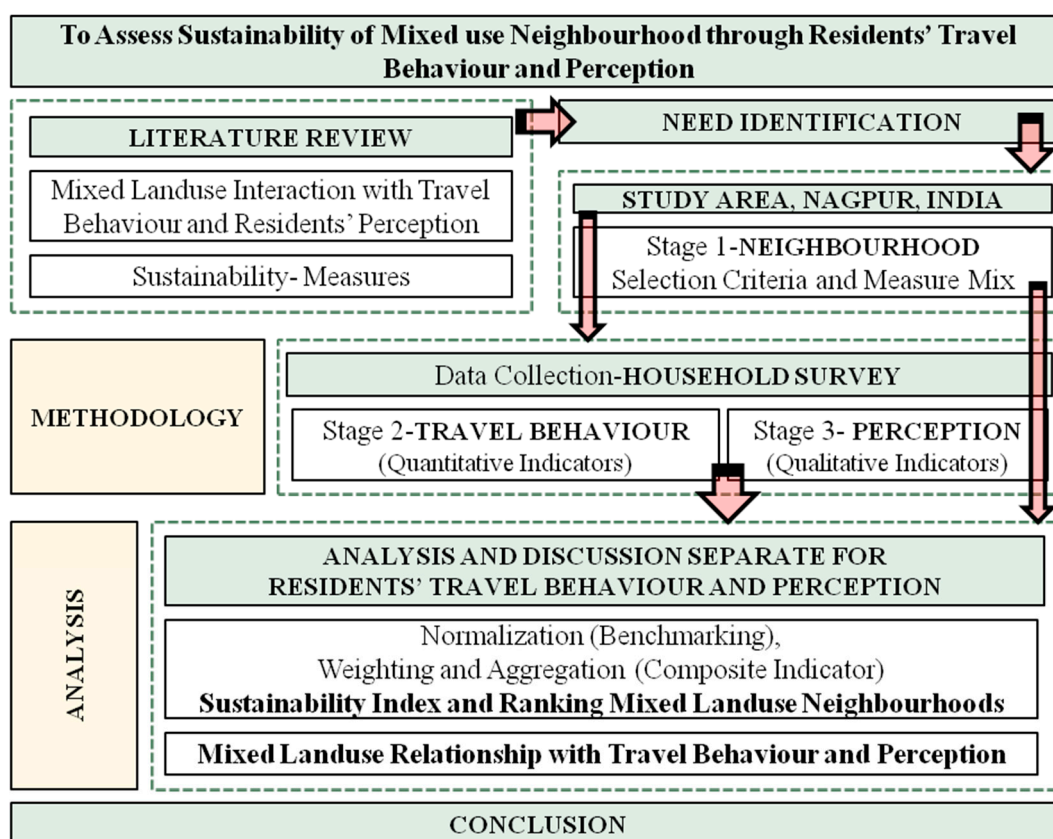 To Assess Sustainability of Mixed use Neighbourhood through Residents' Travel
Behaviour and Perception
LITERATURE REVIEW
Mixed Landuse Interaction with Travel
Behaviour and Residents' Perception
Sustainability- Measures
NEED IDENTIFICATION
STUDY AREA, NAGPUR, INDIA
Stage 1-NEIGHBOURHOOD
Selection Criteria and Measure Mix
METHODOLOGY
Data Collection-HOUSEHOLD SURVEY
Stage 2-TRAVEL BEHAVIOUR
(Quantitative Indicators)
Stage 3- PERCEPTION
(Qualitative Indicators)
ANALYSIS
ANALYSIS AND DISCUSSION SEPARATE FOR
RESIDENTS' TRAVEL BEHAVIOUR AND PERCEPTION
Normalization (Benchmarking),
Weighting and Aggregation (Composite Indicator)
Sustainability Index and Ranking Mixed Landuse Neighbourhoods
Mixed Landuse Relationship with Travel Behaviour and Perception
CONCLUSION